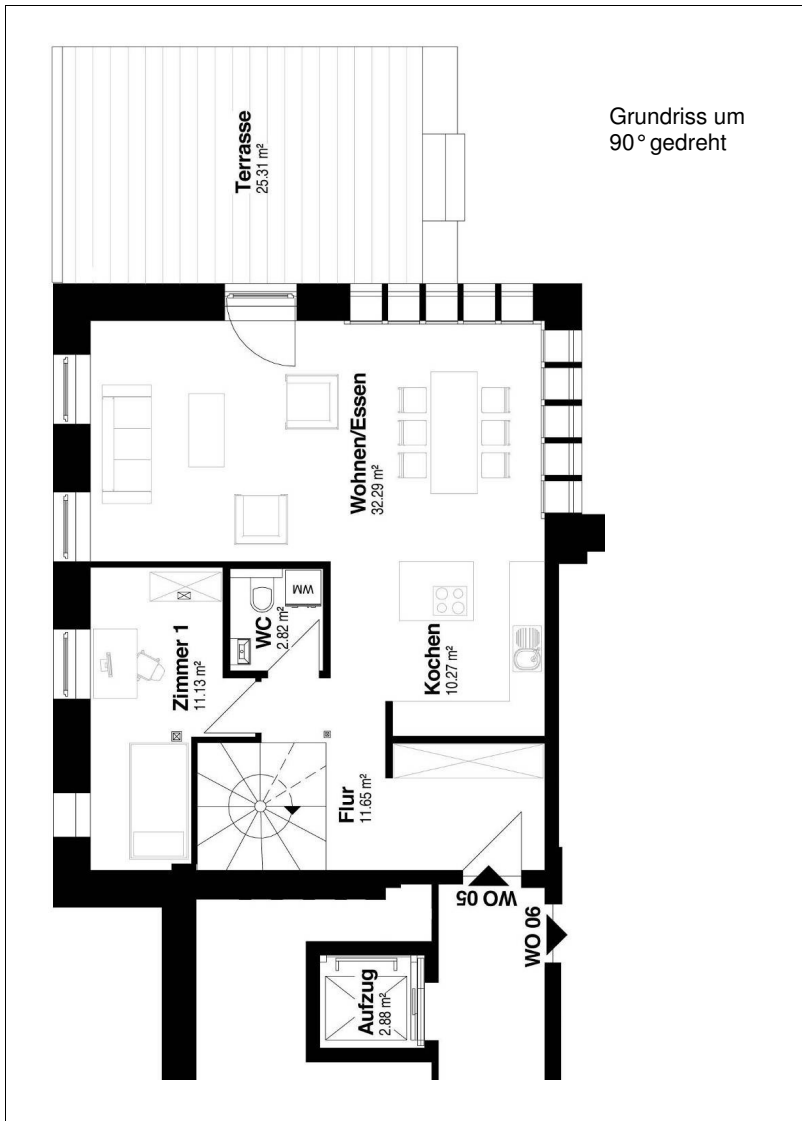 Grundriss um
90° gedreht
Terrasse
25.31 m²
Wohnen/Essen
32.29 m²
WM
WC
2.82 m²
Zimmer 1
11.13 m²
Kochen
10.27 m²
Flur
11.65 m²
WO 05
WO 06
Aufzug
2.88 m²